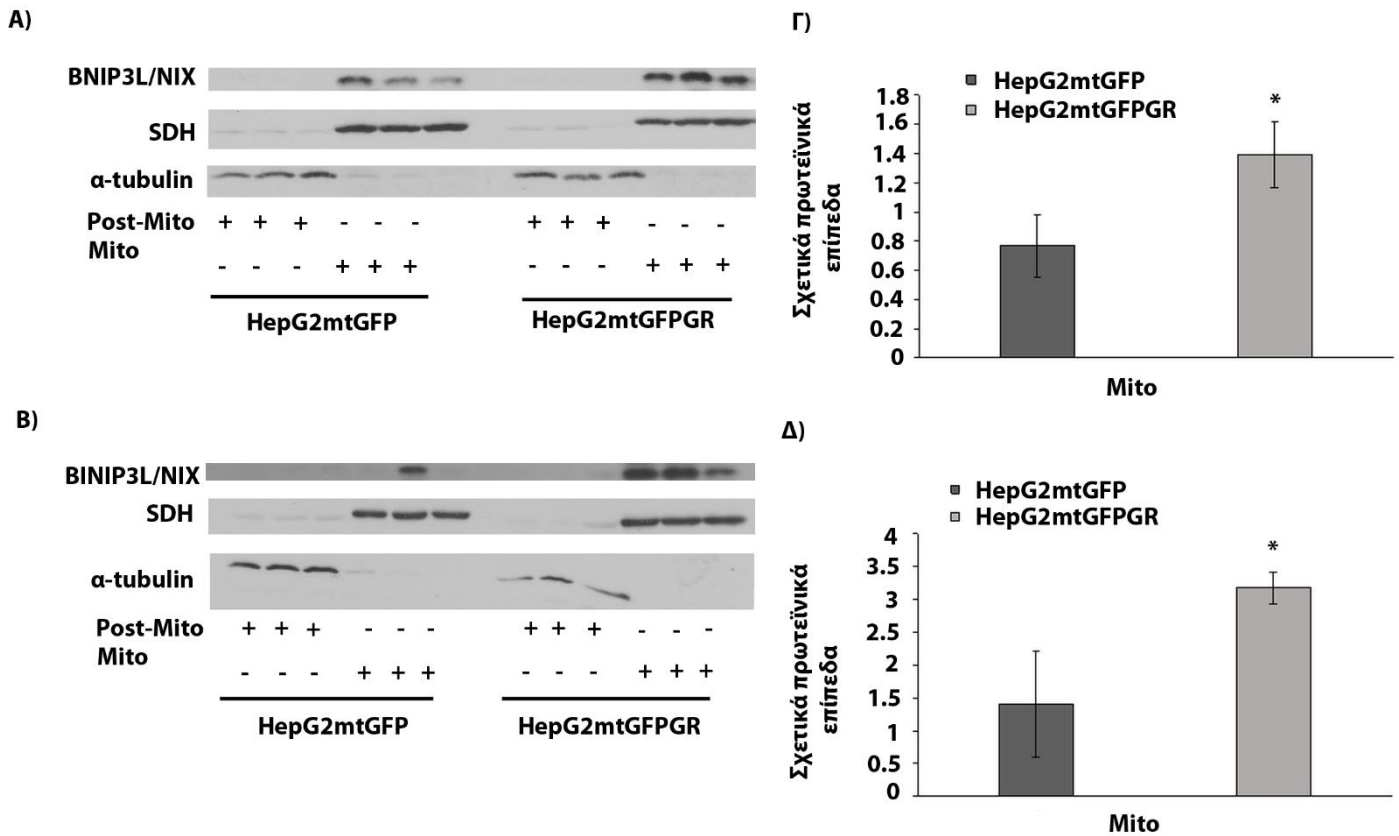 A)
BNIP3L/NIX
SDH
α-tubulin
Post-Mito + + + - - - + + + - - -
Mito
- - - + + + - - - + + +
HepG2mtGFP HepG2mtGFPGR
B)
BINIP3L/NIX
SDH
α-tubulin
Post-Mito + + + - - - + + + - - -
Mito
- - - + + + - - - + + +
HepG2mtGFP HepG2mtGFPGR
Γ)
HepG2mtGFP
HepG2mtGFPGR
Σχετικά πρωτεϊνικά
επίπεδα
1.8
1.6
1.4
1.2
1
0.8
0.6
0.4
0.2
0
*
Mito
Δ)
HepG2mtGFP
HepG2mtGFPGR
Σχετικά πρωτεϊνικά
επίπεδα
4
3.5
3
2.5
2
1.5
1
0.5
0
*
Mito